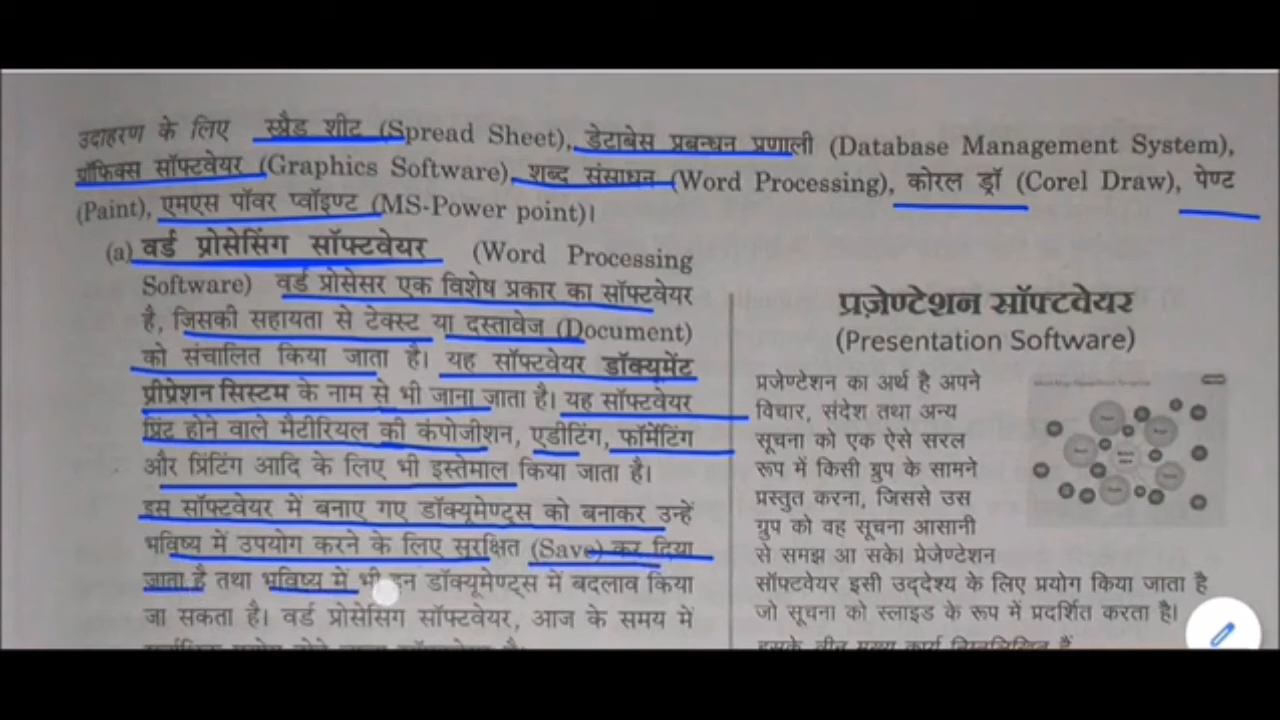 उदाहरण के लिए स्प्रैड शीट (Spread Sheet), डेटाबेस प्रबन्धन प्रणाली (Database Management System),
ग्रॉफिक्स सॉफ्टवेयर (Graphics Software), शब्द संसाधन (Word Processing), कोरल ड्रॉ (Corel Draw), पेण्ट
(Paint), एमएस पॉवर प्वॉइण्ट (MS-Power point)।
(a) वर्ड प्रोसेसिंग सॉफ्टवेयर (Word Processing
Software) वर्ड प्रोसेसर एक विशेष प्रकार का सॉफ्टवेयर
है, जिसकी सहायता से टेक्स्ट या दस्तावेज (Document)
को संचालित किया जाता है। यह सॉफ्टवेयर डॉक्यूमेंट
प्रीप्रेशन सिस्टम के नाम से भी जाना जाता है। यह सॉफ्टवेयर
प्रिंट होने वाले मैटीरियल की कंपोजीशन, एडीटिंग, फॉर्मेटिंग
और प्रिंटिंग आदि के लिए भी इस्तेमाल किया जाता है।
इस सॉफ्टवेयर में बनाए गए डॉक्यूमेण्ट्स को बनाकर उन्हें
भविष्य में उपयोग करने के लिए सुरक्षित (Save) कर दिया
जाता है तथा भविष्य में भी इन डॉक्यूमेण्ट्स में बदलाव किया
जा सकता है। वर्ड प्रोसेसिंग सॉफ्टवेयर, आज के समय में
प्रज़ेण्टेशन सॉफ्टवेयर
(Presentation Software)
प्रजेण्टेशन का अर्थ है अपने
विचार, संदेश तथा अन्य
सूचना को एक ऐसे सरल
रूप में किसी ग्रुप के सामने
प्रस्तुत करना, जिससे उस
ग्रुप को वह सूचना आसानी
से समझ आ सके। प्रेजेण्टेशन
सॉफ्टवेयर इसी उद्देश्य के लिए प्रयोग किया जाता है
जो सूचना को स्लाइड के रूप में प्रदर्शित करता है।
इसके तीन मुख्य कार्य निम्नलिखित हैं